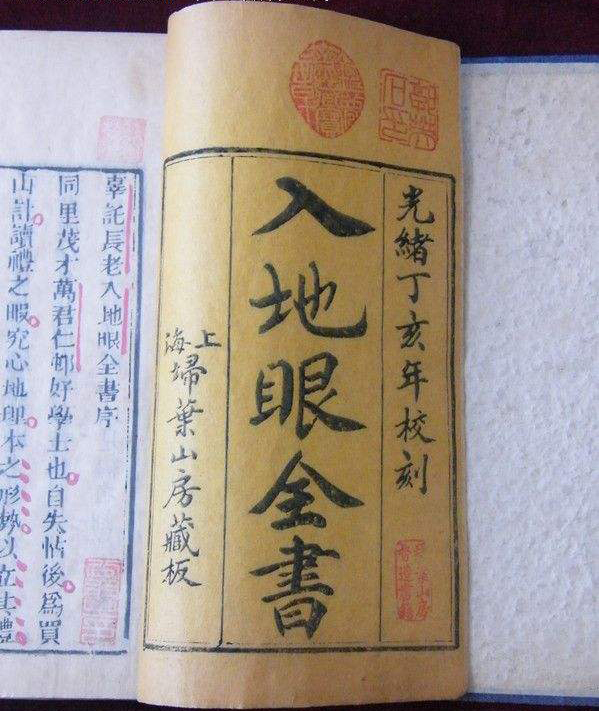 光緒丁亥年校刻
入地眼全書
上海掃葉山房藏板
辜託長老入地眼全書序
同里茂才萬君仁邨好學士也自失怙後爲買
山計讀禮之暇究心地理本之形勢以立其體